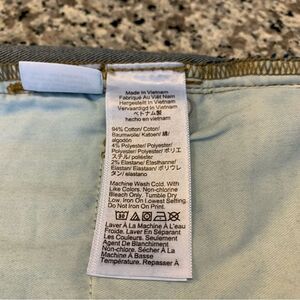 Made In Vietnam
Fabriqué Au Viêt Nam
Hergestellt In Vietnam
Vervaardigd In Vietnam
ベトナム製
hecho en vietnam
94% Cotton/ Coton/
Baumwolle/ Katoen/ 綿/
algodón
4% Polyester/ Polyester/
Polyester/ Polyester/ ポリエ
ステル/ poliéster
2% Elastane/ Elasthanne/
Elastan/ Elastaan/ ポリウレ
タン/ elastano
Machine Wash Cold. With
Like Colors. Non-chlorine
Bleach Only. Tumble Dry
Low. Iron On Lowest Setting.
Do Not Iron On Print.
Laver À La Machine À L'eau
Froide. Laver En Séparant
Les Couleurs. Seulement
Agent De Blanchiment
Non-chlore. Sécher À La
Machine À Basse
Température. Repasser À